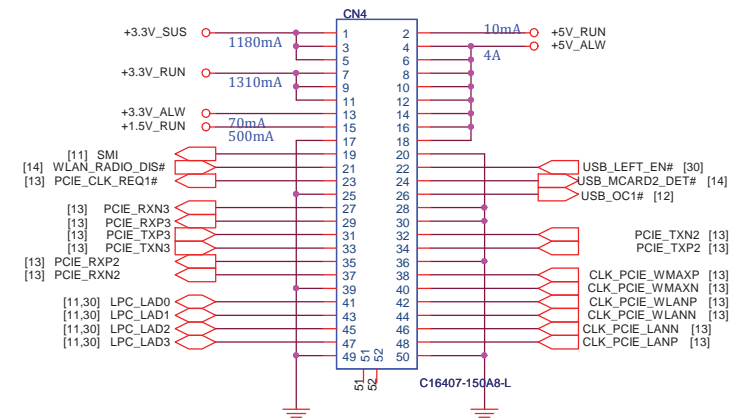 CN4
+3.3V_SUS 1 2 10mA +5V_RUN
1180mA 3 4 +5V_ALW
5 6 4A
+3.3V_RUN 7 8
1310mA 9 10
11 12
+3.3V_ALW 13 14
70mA
+1.5V_RUN 15 16
500mA 17 18
[11] SMI 19 20
[14] WLAN_RADIO_DIS# 21 22 USB_LEFT_EN# [30]
[13] PCIE_CLK_REQ1# 23 24 USB_MCARD2_DET# [14]
25 26 USB_OC1# [12]
[13] PCIE_RXN3 27 28
[13] PCIE_RXP3 29 30
[13] PCIE_TXP3 31 32 PCIE_TXN2 [13]
[13] PCIE_TXN3 33 34 PCIE_TXP2 [13]
[13] PCIE_RXP2 35 36
[13] PCIE_RXN2 37 38 CLK_PCIE_WMAXP [13]
39 40 CLK_PCIE_WMAXN [13]
[11,30] LPC_LAD0 41 42 CLK_PCIE_WLANP [13]
[11,30] LPC_LAD1 43 44 CLK_PCIE_WLANN [13]
[11,30] LPC_LAD2 45 46 CLK_PCIE_LANN [13]
[11,30] LPC_LAD3 47 48 CLK_PCIE_LANP [13]
49 51 52 50
51 52 C16407-150A8-L